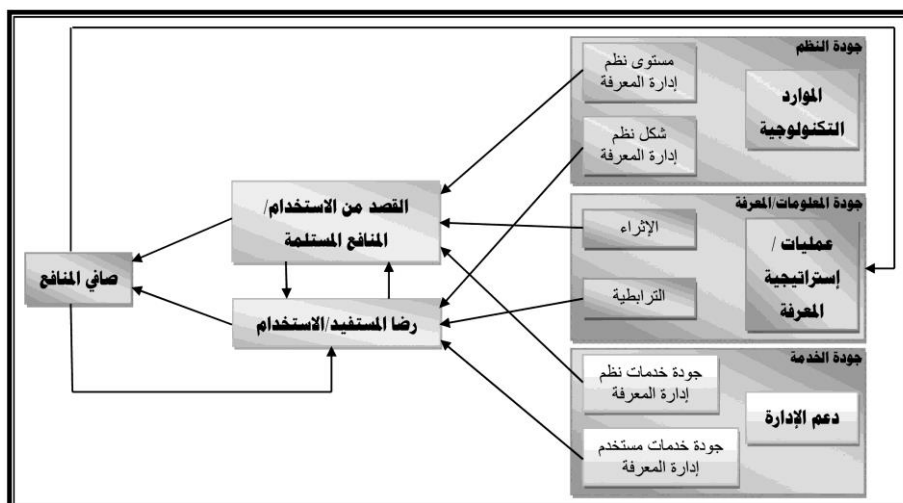 جودة النظم
الموارد
التكنولوجية
مستوى نظم
إدارة المعرفة
شكل نظم
إدارة المعرفة
جودة المعلومات/المعرفة
عمليات /
إستراتيجية
المعرفة
الإثراء
الترابطية
جودة الخدمة
دعم الإدارة
جودة خدمات نظم
إدارة المعرفة
جودة خدمات مستخدم
إدارة المعرفة
القصد من الاستخدام/
المنافع المستلمة
رضا المستفيد/الاستخدام
صافي المنافع